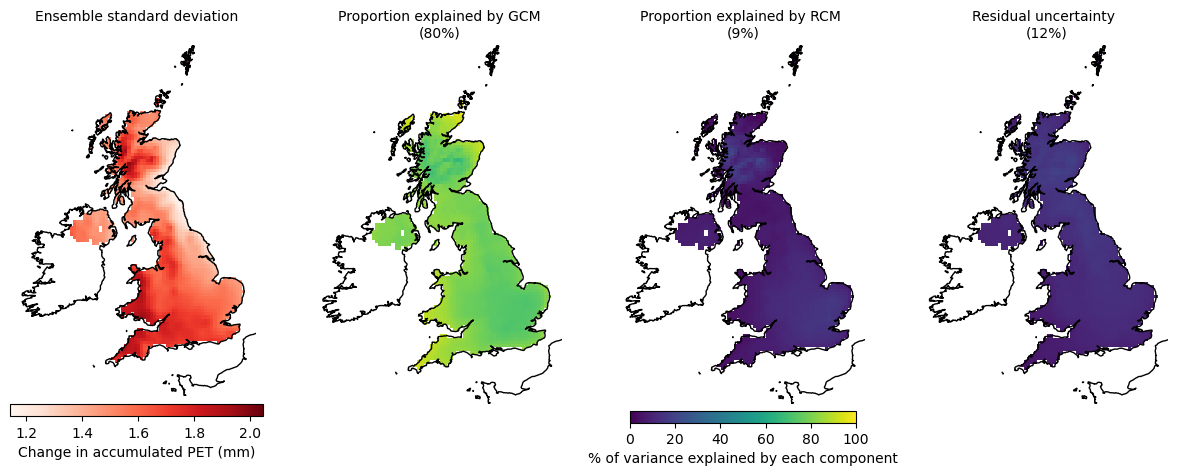 Ensemble standard deviation
Proportion explained by GCM
(80%)
Proportion explained by RCM
(9%)
Residual uncertainty
(12%)
1.2 1.4 1.6 1.8 2.0
Change in accumulated PET (mm)
0 20 40 60 80 100
% of variance explained by each component